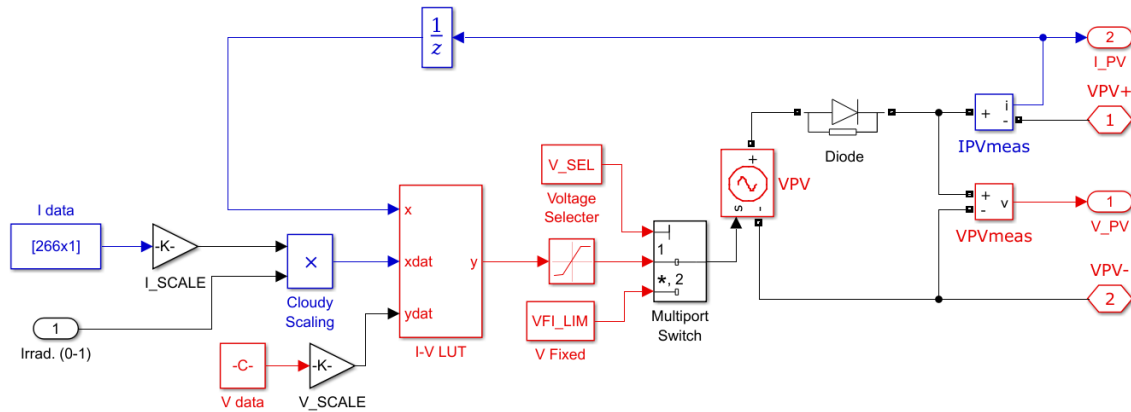 1
z
2
I_PV
VPV+
1
i
+
-
IPVmeas
Diode
+
VPV
s
-
V_SEL
Voltage
Selecter
+
-
v
1
V_PV
VPVmeas
I data
[266x1]
-K-
I_SCALE
×
Cloudy
Scaling
x
xdat
y
ydat
I-V LUT
1
*, 2
Multiport
Switch
VPV-
2
1
Irrad. (0-1)
VFI_LIM
V Fixed
-C-
V data
-K-
V_SCALE